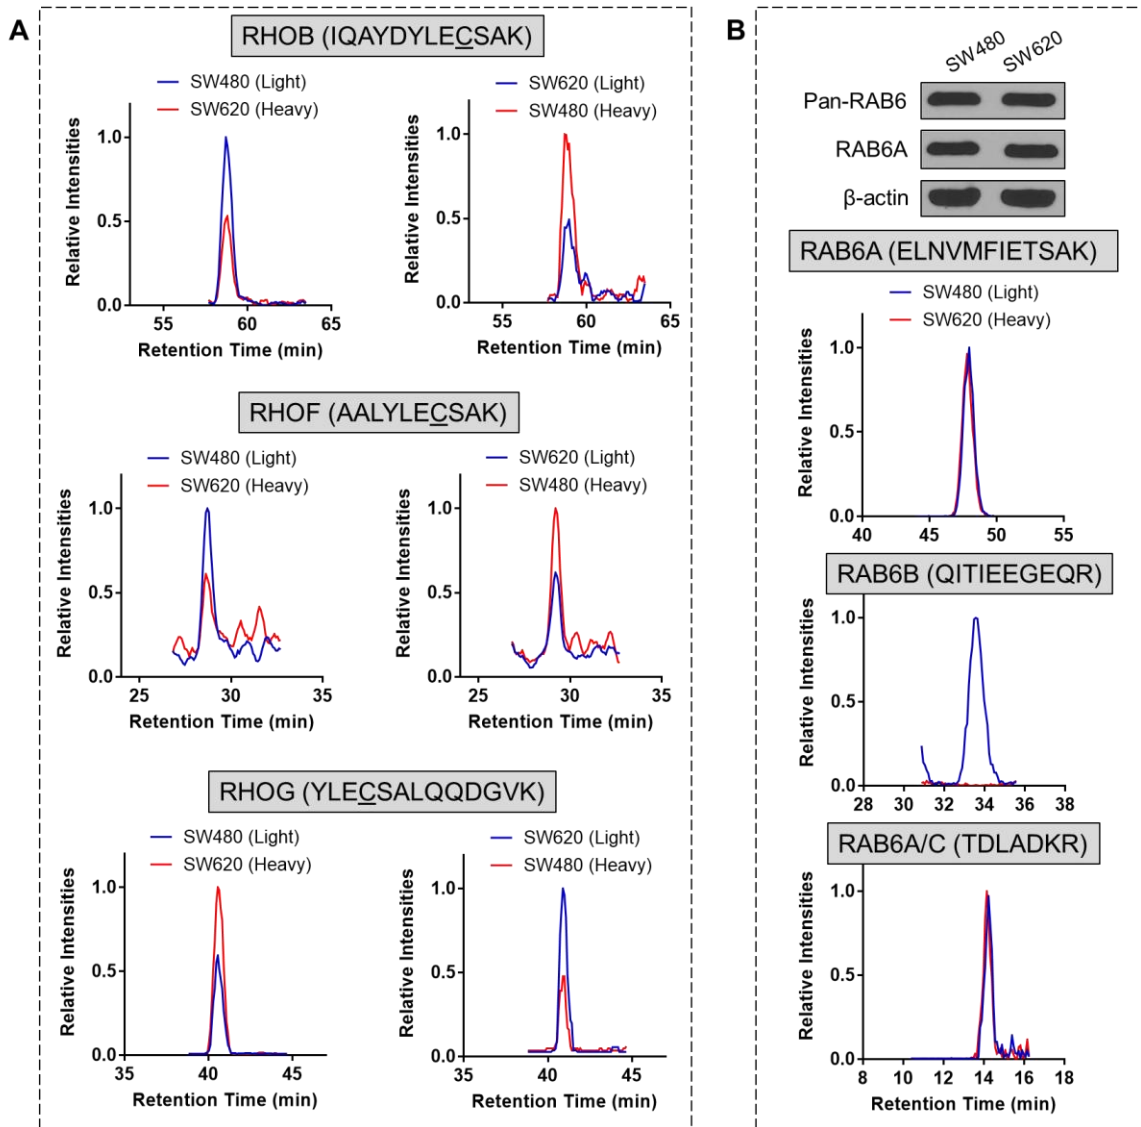 A
RHOB (IQAYDYLECSAK)
SW480 (Light)
SW620 (Heavy)
Relative Intensities
1.0
0.5
0.0
55 60 65
Retention Time (min)
SW620 (Light)
SW480 (Heavy)
Relative Intensities
1.0
0.5
0.0
55 60 65
Retention Time (min)
RHOF (AALYLECSAK)
SW480 (Light)
SW620 (Heavy)
Relative Intensities
1.0
0.5
0.0
25 30 35
Retention Time (min)
SW620 (Light)
SW480 (Heavy)
Relative Intensities
1.0
0.5
0.0
25 30 35
Retention Time (min)
RHOG (YLECSALQQDGVK)
SW480 (Light)
SW620 (Heavy)
Relative Intensities
1.0
0.5
0.0
35 40 45
Retention Time (min)
SW620 (Light)
SW480 (Heavy)
Relative Intensities
1.0
0.5
0.0
35 40 45
Retention Time (min)
B
SW480 SW620
Pan-RAB6
RAB6A
β-actin
RAB6A (ELNVMFIETSAK)
SW480 (Light)
SW620 (Heavy)
Relative Intensities
1.0
0.5
0.0
40 45 50 55
RAB6B (QITIEEGEQR)
Relative Intensities
1.0
0.5
0.0
28 30 32 34 36 38
RAB6A/C (TDLADKR)
Relative Intensities
1.0
0.5
0.0
8 10 12 14 16 18
Retention Time (min)